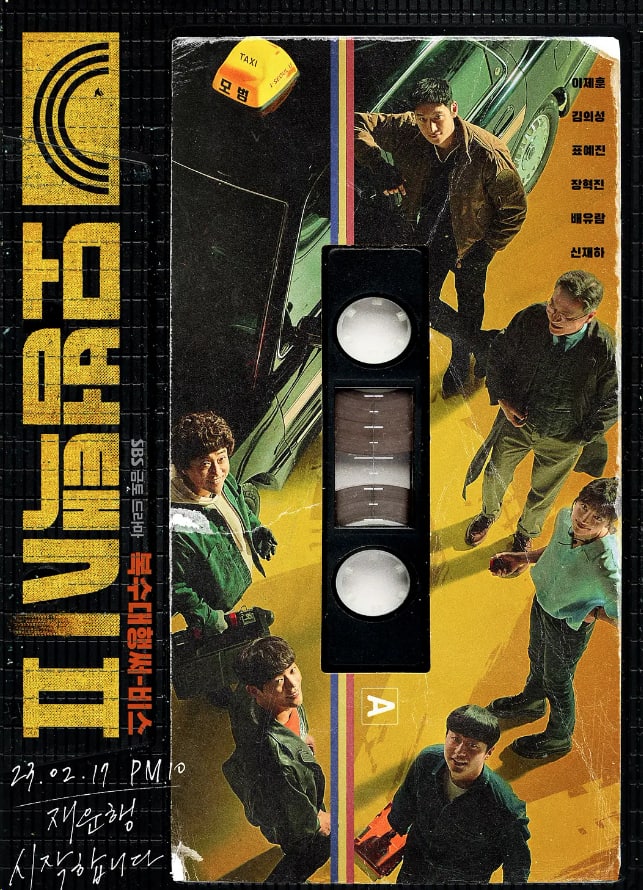 모범택시 II
SBS 금토 드라마
복수대행써-비스
TAXI
모범
이제훈
김의성
표예진
장혁진
배유람
신재하
A
23.02.17 PM.10
재운행
시작합니다